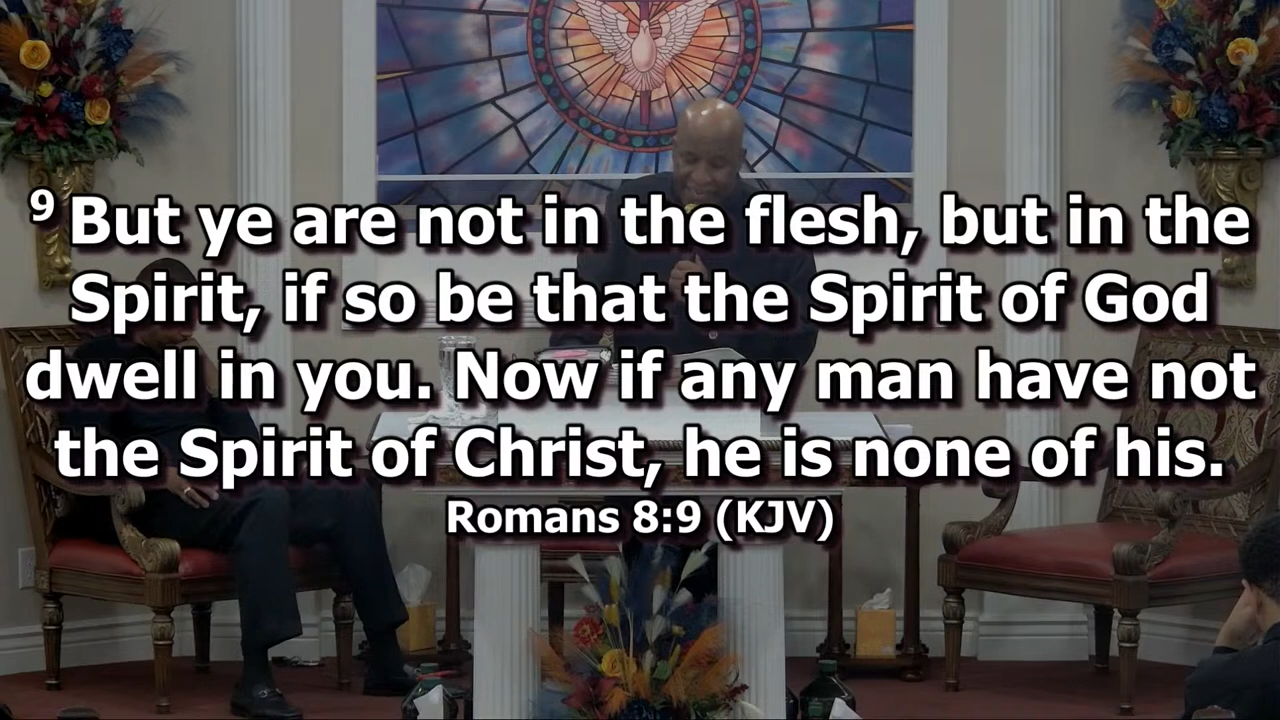 9 But ye are not in the flesh, but in the
Spirit, if so be that the Spirit of God
dwell in you. Now if any man have not
the Spirit of Christ, he is none of his.
Romans 8:9 (KJV)